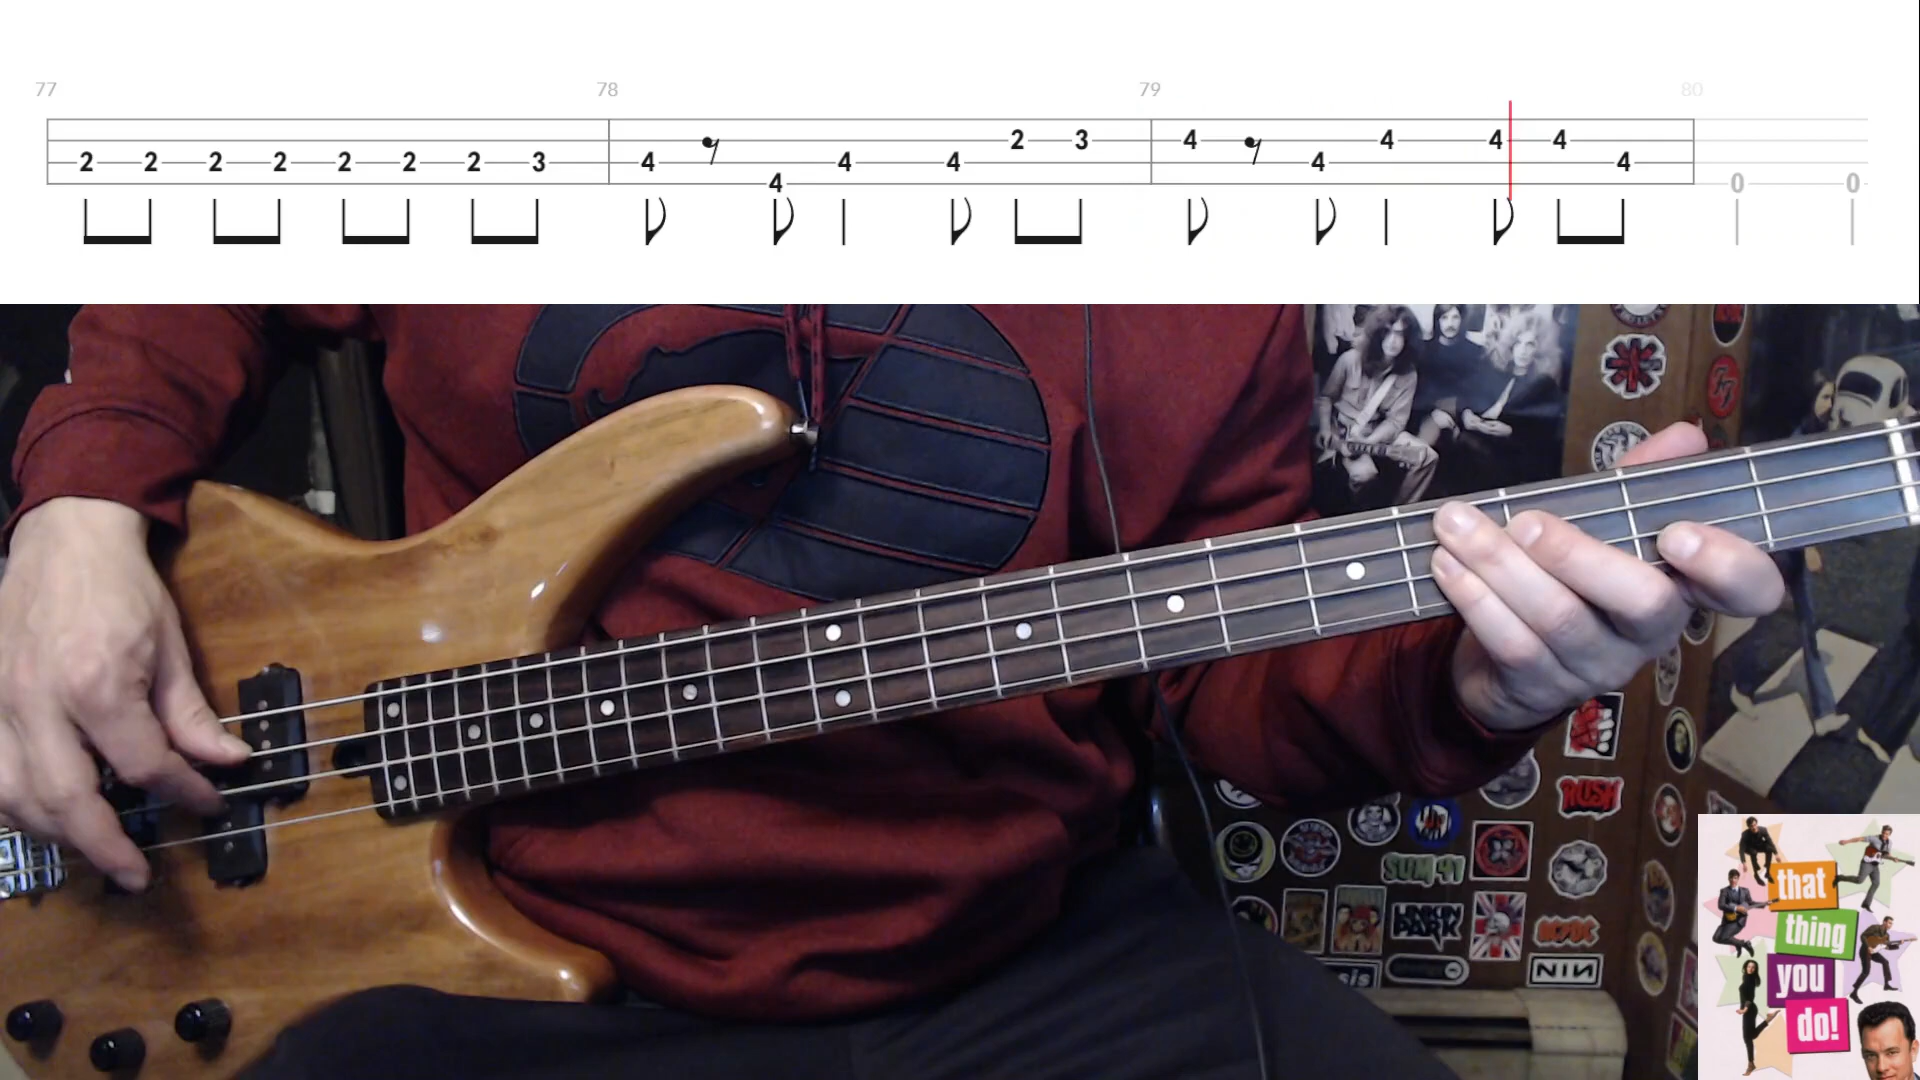 77 78 79 80
2 3 4 4 4
2 2 2 2 2 2 2 3 4 4 4 4 4
4 0 0
RUSH
SUM 41
LINKIN PARK
AC/DC
sis
NIN
that
thing
you
do!